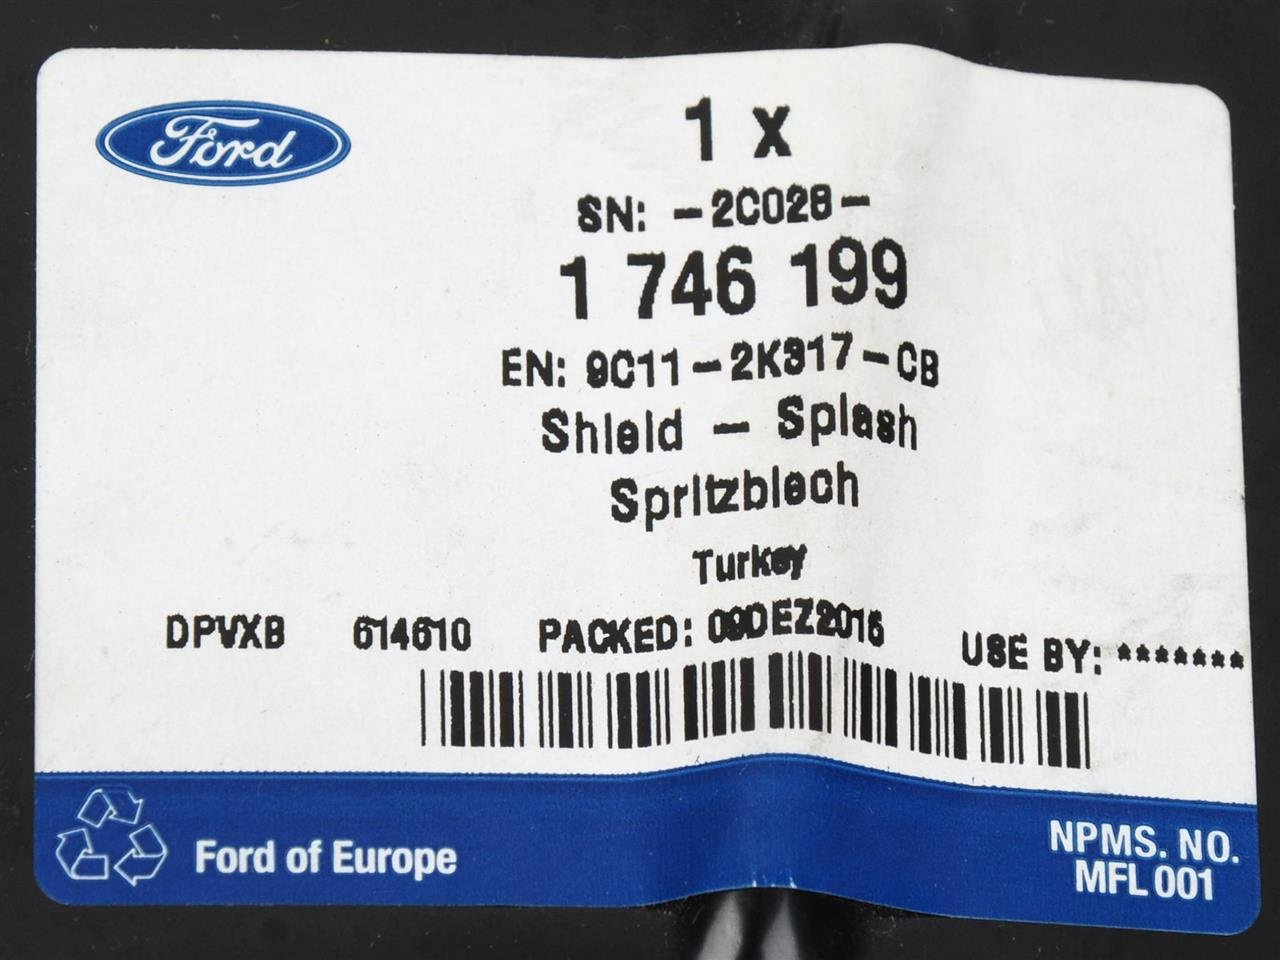 Ford
1 x
SN: -2C028-
1 746 199
EN: 9C11-2K317-CB
Shield - Splash
Spritzblech
Turkey
DPVXB 614610 PACKED: 09DEZ2015 USE BY: *******
Ford of Europe
NPMS. NO.
MFL 001